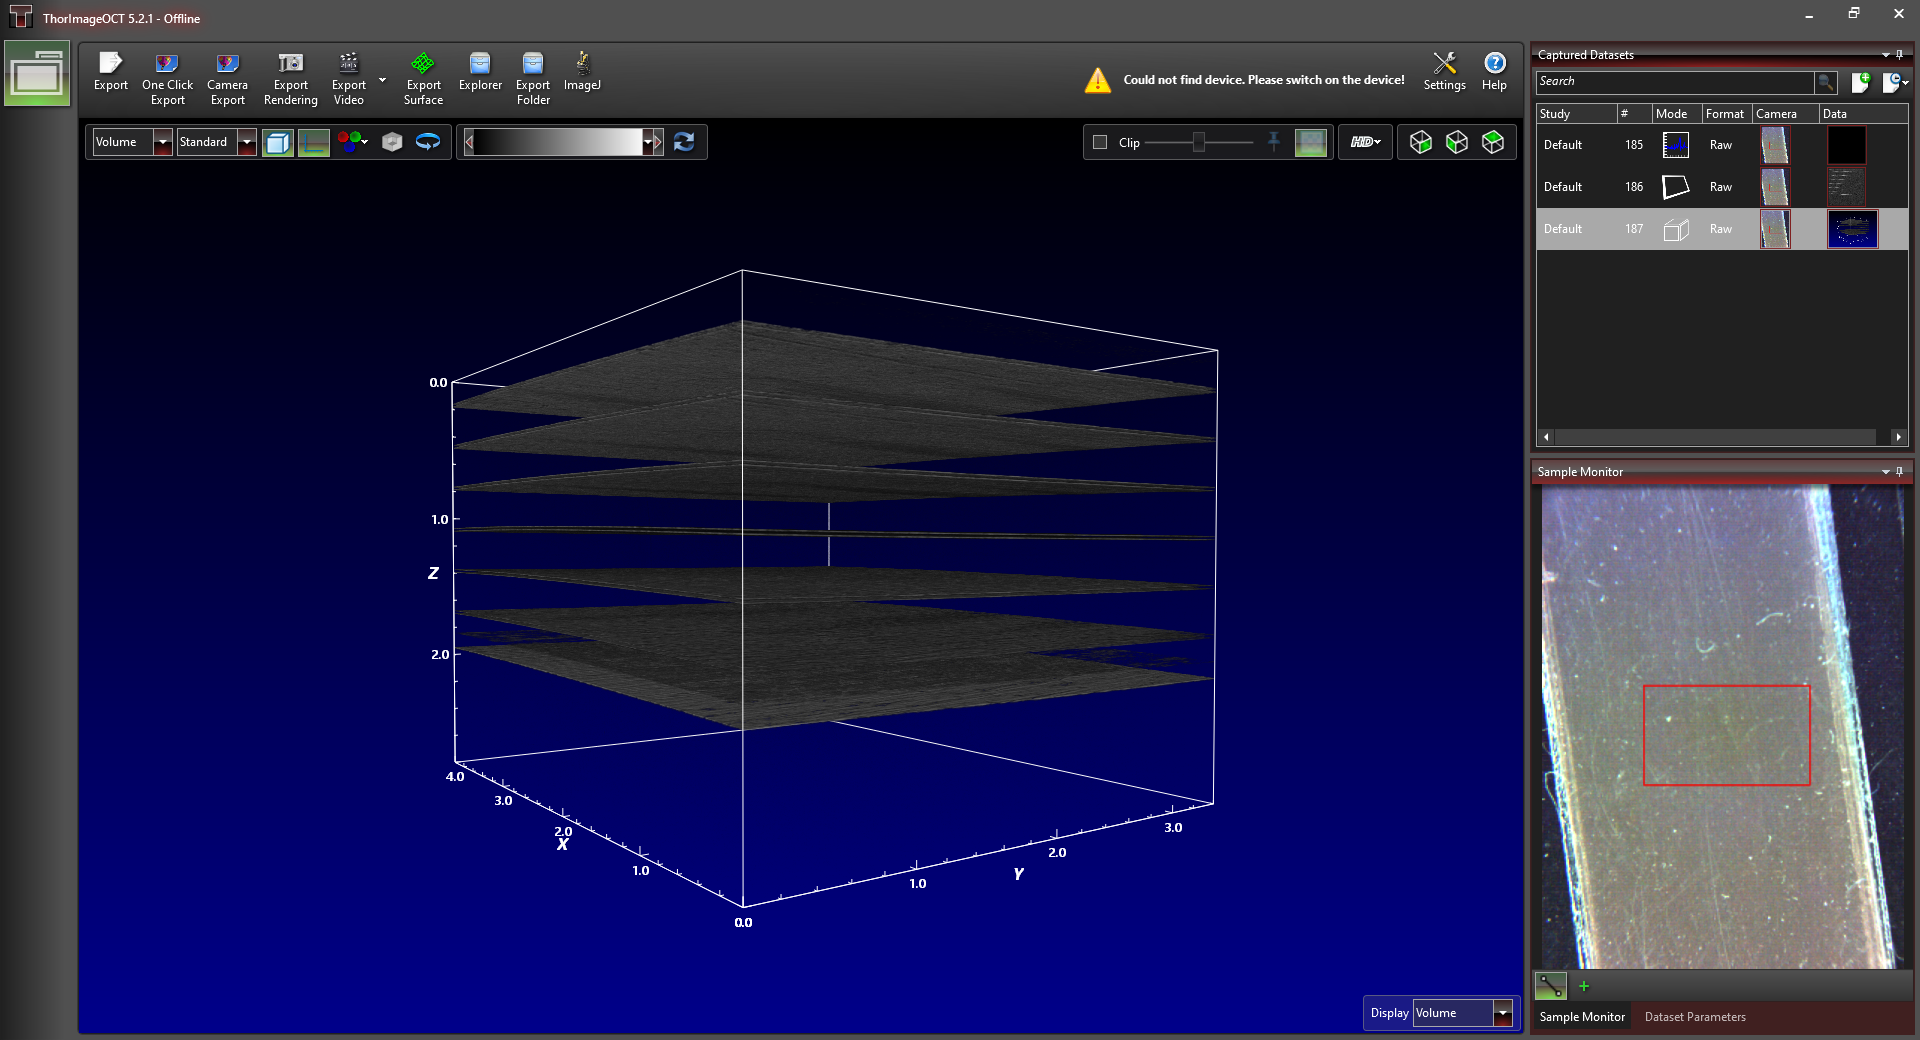 ThorImageOCT 5.2.1 - Offline
Export
One Click Export
Camera Export
Export Rendering
Export Video
Export Surface
Explorer
Export Folder
ImageJ
Could not find device. Please switch on the device!
Settings
Help
Volume
Standard
Clip
HD
0.0
1.0
Z
2.0
4.0
3.0
2.0
X
1.0
0.0
1.0
Y
2.0
3.0
Display Volume
Captured Datasets
Search
Study # Mode Format Camera Data
Default 185 Raw
Default 186 Raw
Default 187 Raw
Sample Monitor
Sample Monitor Dataset Parameters